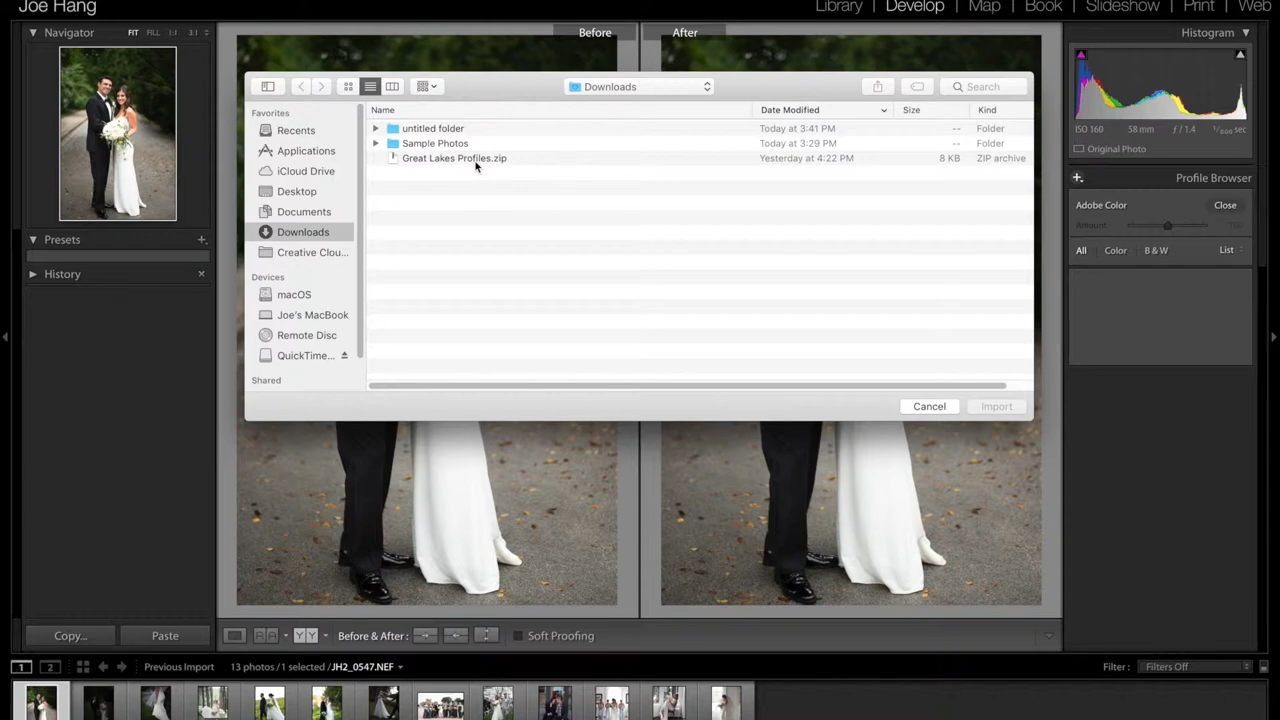 Joe Hang
Library | Develop | Map | Book | Slideshow | Print | Web
Navigator FIT FILL 1:1 3:1
Before After
Histogram
ISO 160 58 mm ƒ / 1.4
Original Photo
Profile Browser
Adobe Color Close
Amount 100
All Color B & W List
Presets
History
Downloads
Search
Name Date Modified Size Kind
untitled folder Today at 3:41 PM -- Folder
Sample Photos Today at 3:29 PM -- Folder
Great Lakes Profiles.zip Yesterday at 4:22 PM 8 KB ZIP archive
Favorites
Recents
Applications
iCloud Drive
Desktop
Documents
Downloads
Creative Clou...
Devices
macOS
Joe's MacBook
Remote Disc
QuickTime...
Shared
Cancel Import
Copy... Paste
R A Y Y Before & After : Soft Proofing
1 2 Previous Import 13 photos / 1 selected / JH2_0547.NEF Filter : Filters Off